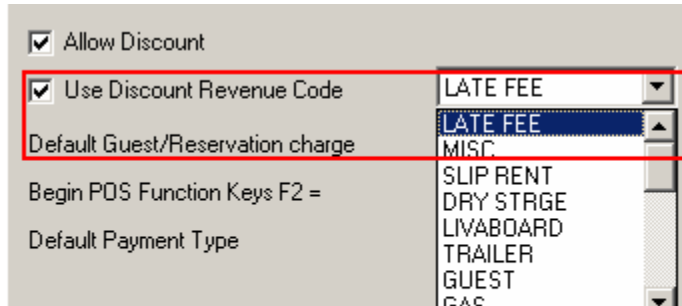 Allow Discount
Use Discount Revenue Code
LATE FEE
LATE FEE
Default Guest/Reservation charge
MISC
SLIP RENT
Begin POS Function Keys F2 =
DRY STRGE
LIVABOARD
Default Payment Type
TRAILER
GUEST
GAS